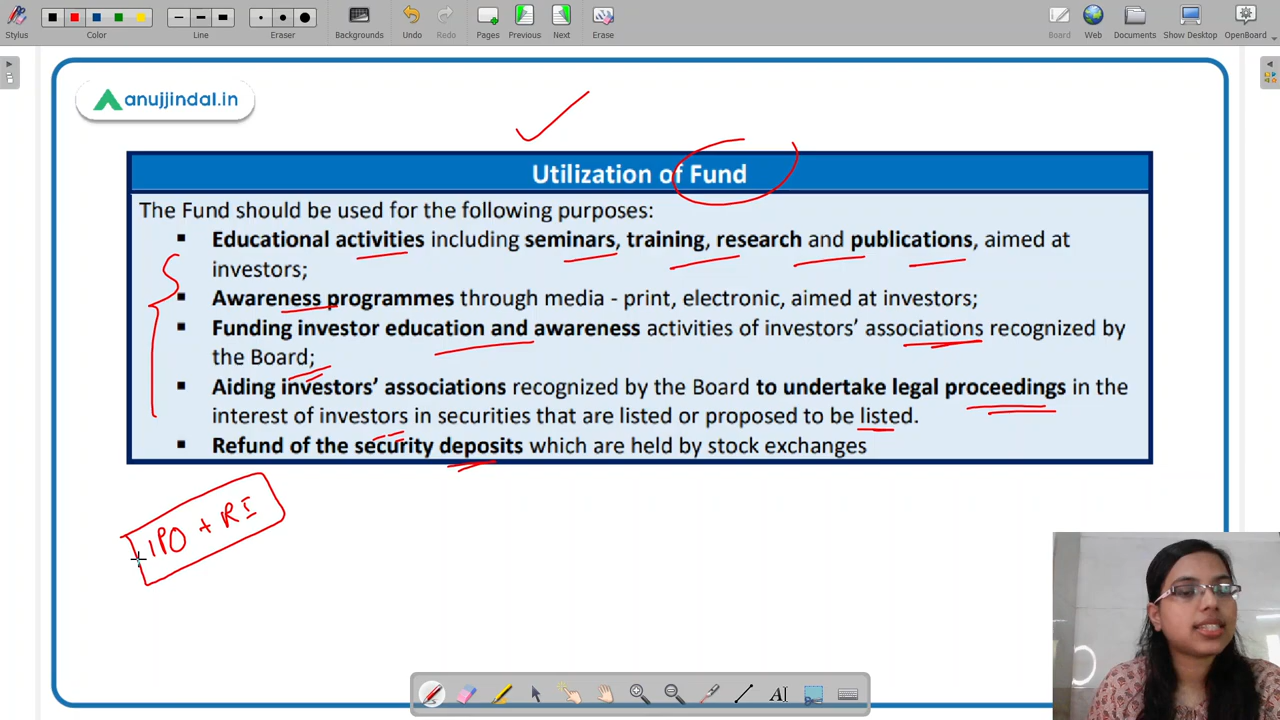 Stylus
Color
Line
Eraser
Backgrounds
Undo
Redo
Pages
Previous
Next
Erase
Board
Web
Documents
Show Desktop
OpenBoard
anujjindal.in
Utilization of Fund
The Fund should be used for the following purposes:
▪ Educational activities including seminars, training, research and publications, aimed at
investors;
▪ Awareness programmes through media - print, electronic, aimed at investors;
▪ Funding investor education and awareness activities of investors' associations recognized by
the Board;
▪ Aiding investors' associations recognized by the Board to undertake legal proceedings in the
interest of investors in securities that are listed or proposed to be listed.
▪ Refund of the security deposits which are held by stock exchanges
IPO + RI
AI